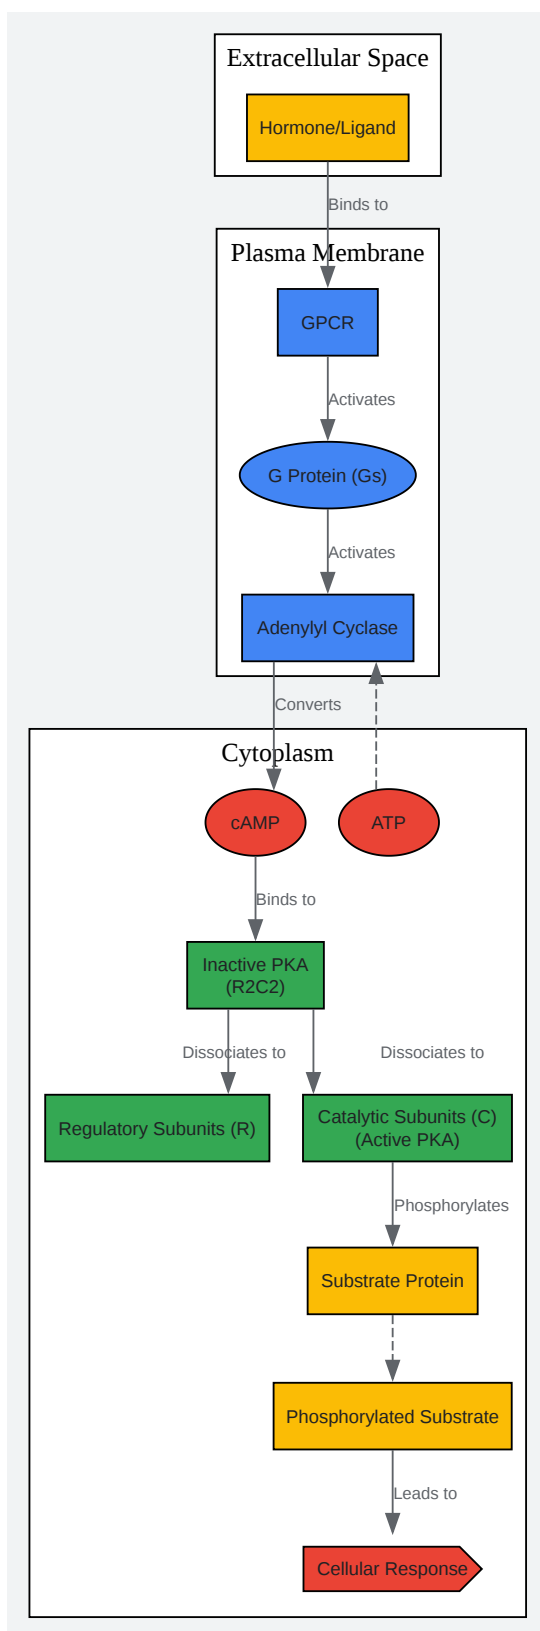 Extracellular Space
Hormone/Ligand
Binds to
Plasma Membrane
GPCR
Activates
G Protein (Gs)
Activates
Adenylyl Cyclase
Converts
Cytoplasm
cAMP
ATP
Binds to
Inactive PKA
(R2C2)
Dissociates to
Dissociates to
Regulatory Subunits (R)
Catalytic Subunits (C)
(Active PKA)
Phosphorylates
Substrate Protein
Phosphorylated Substrate
Leads to
Cellular Response